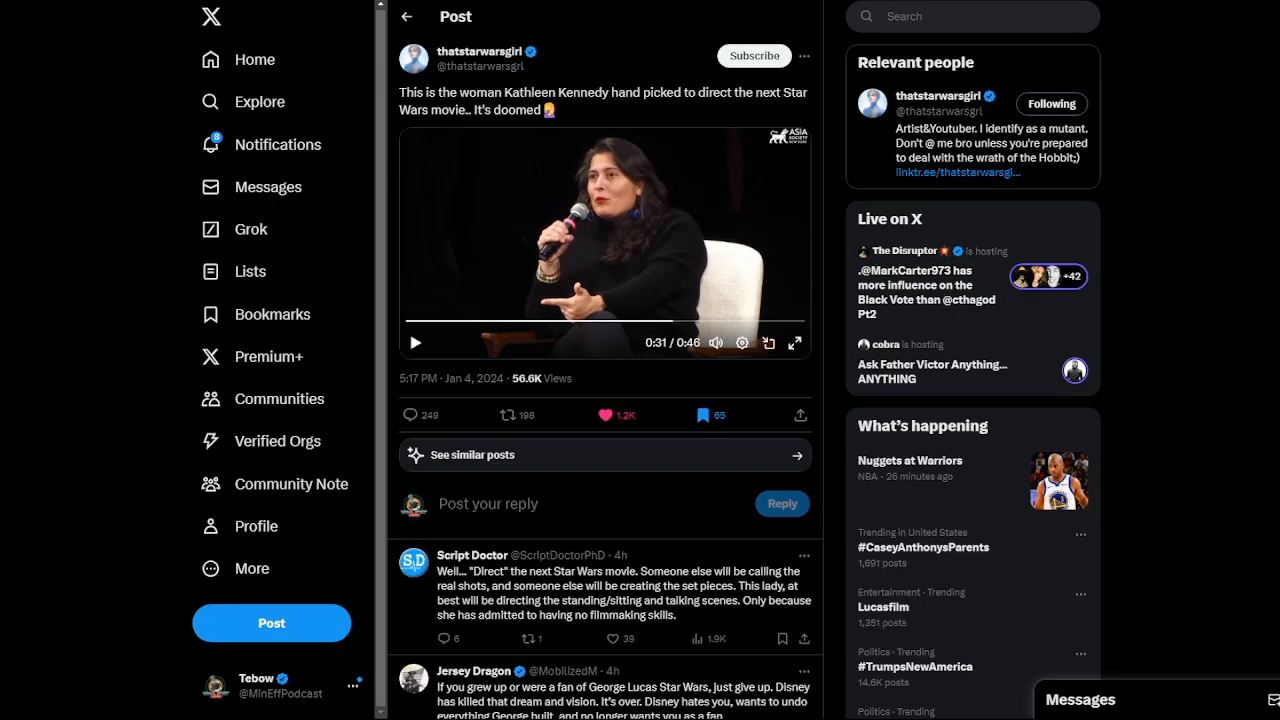 Home
Explore
8
Notifications
Messages
Grok
Lists
Bookmarks
Premium+
Communities
Verified Orgs
Community Note
Profile
More
Post
Tebow
@MinEffPodcast
Post
thatstarwarsgirl
@thatstarwarsgrl
Subscribe
This is the woman Kathleen Kennedy hand picked to direct the next Star
Wars movie.. It's doomed
ASIA
SOCIETY
NEW YORK
0:31 / 0:46
5:17 PM · Jan 4, 2024 · 56.6K Views
249
198
1.2K
65
See similar posts
Post your reply
Reply
Script Doctor @ScriptDoctorPhD · 4h
Well... "Direct" the next Star Wars movie. Someone else will be calling the
real shots, and someone else will be creating the set pieces. This lady, at
best will be directing the standing/sitting and talking scenes. Only because
she has admitted to having no filmmaking skills.
6
1
39
1.9K
Jersey Dragon @MobilizedM · 4h
If you grew up or were a fan of George Lucas Star Wars, just give up. Disney
has killed that dream and vision. It's over. Disney hates you, wants to undo
everything George built, and no longer wants you as a fan.
Search
Relevant people
thatstarwarsgirl
@thatstarwarsgrl
Following
Artist&Youtuber. I identify as a mutant.
Don't @ me bro unless you're prepared
to deal with the wrath of the Hobbit;)
linktr.ee/thatstarwarsgi...
Live on X
The Disruptor is hosting
.@MarkCarter973 has
more influence on the
Black Vote than @cthagod
Pt2
+42
cobra is hosting
Ask Father Victor Anything...
ANYTHING
What's happening
Nuggets at Warriors
NBA · 26 minutes ago
Trending in United States
#CaseyAnthonysParents
1,691 posts
Entertainment · Trending
Lucasfilm
1,351 posts
Politics · Trending
#TrumpsNewAmerica
14.6K posts
Politics · Trending
Messages